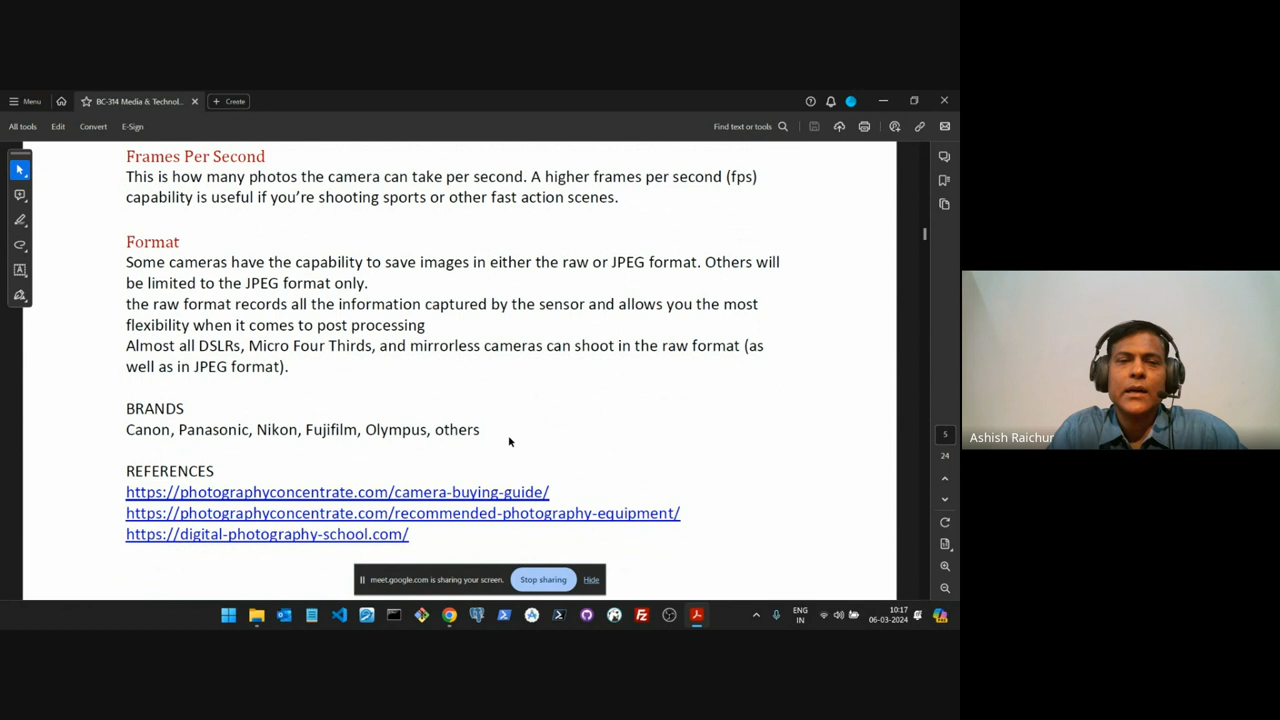 Menu
BC-314 Media & Technol...
Create
All tools
Edit
Convert
E-Sign
Find text or tools
Frames Per Second
This is how many photos the camera can take per second. A higher frames per second (fps)
capability is useful if you're shooting sports or other fast action scenes.
Format
Some cameras have the capability to save images in either the raw or JPEG format. Others will
be limited to the JPEG format only.
the raw format records all the information captured by the sensor and allows you the most
flexibility when it comes to post processing
Almost all DSLRs, Micro Four Thirds, and mirrorless cameras can shoot in the raw format (as
well as in JPEG format).
BRANDS
Canon, Panasonic, Nikon, Fujifilm, Olympus, others
REFERENCES
https://photographyconcentrate.com/camera-buying-guide/
https://photographyconcentrate.com/recommended-photography-equipment/
https://digital-photography-school.com/
5
24
meet.google.com is sharing your screen.
Stop sharing
Hide
ENG
IN
10:17
06-03-2024
Ashish Raichur